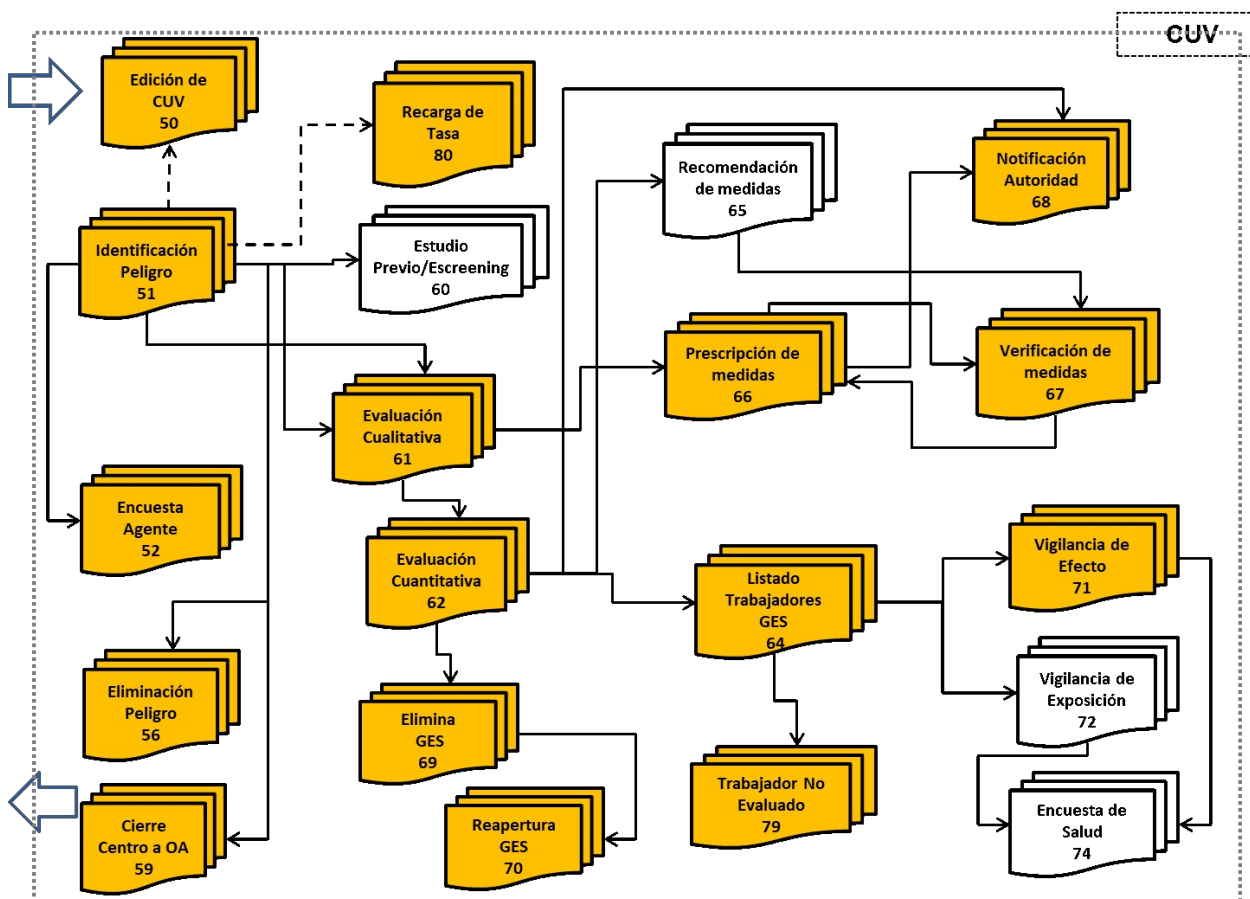 CUV
Edición de
CUV
50
Recarga de
Tasa
80
Recomendación
de medidas
65
Notificación
Autoridad
68
Identificación
Peligro
51
Estudio
Previo/Escreening
60
Prescripción de
medidas
66
Verificación de
medidas
67
Evaluación
Cualitativa
61
Encuesta
Agente
52
Evaluación
Cuantitativa
62
Listado
Trabajadores
GES
64
Vigilancia de
Efecto
71
Eliminación
Peligro
56
Elimina
GES
69
Vigilancia de
Exposición
72
Cierre
Centro a OA
59
Reapertura
GES
70
Trabajador No
Evaluado
79
Encuesta de
Salud
74